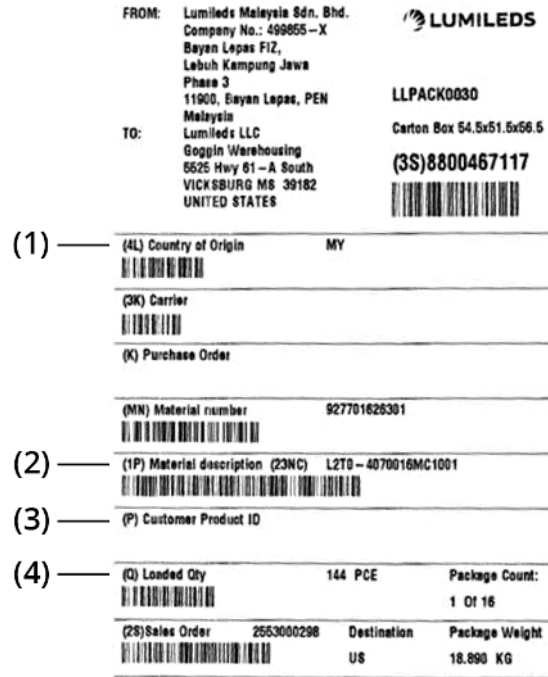 FROM: Lumileds Malaysia Sdn. Bhd.
Company No.: 499855-X
Bayan Lepas FIZ,
Lebuh Kampung Jawa
Phase 3
11900, Bayan Lepas, PEN
Malaysia
TO: Lumileds LLC
Goggin Warehousing
5525 Hwy 61-A South
VICKSBURG MS 39182
UNITED STATES
LUMILEDS
LLPACK0030
Carton Box 54.5x51.5x56.5
(3S)8800467117
(1) (4L) Country of Origin MY
(3K) Carrier
(K) Purchase Order
(MN) Material number 927701626301
(2) (1P) Material description (23NC) L2T0-4070016MC1001
(3) (P) Customer Product ID
(4) (Q) Loaded Qty 144 PCE Package Count:
1 Of 16
(2S)Sales Order 2553000298 Destination Package Weight
US 18.890 KG